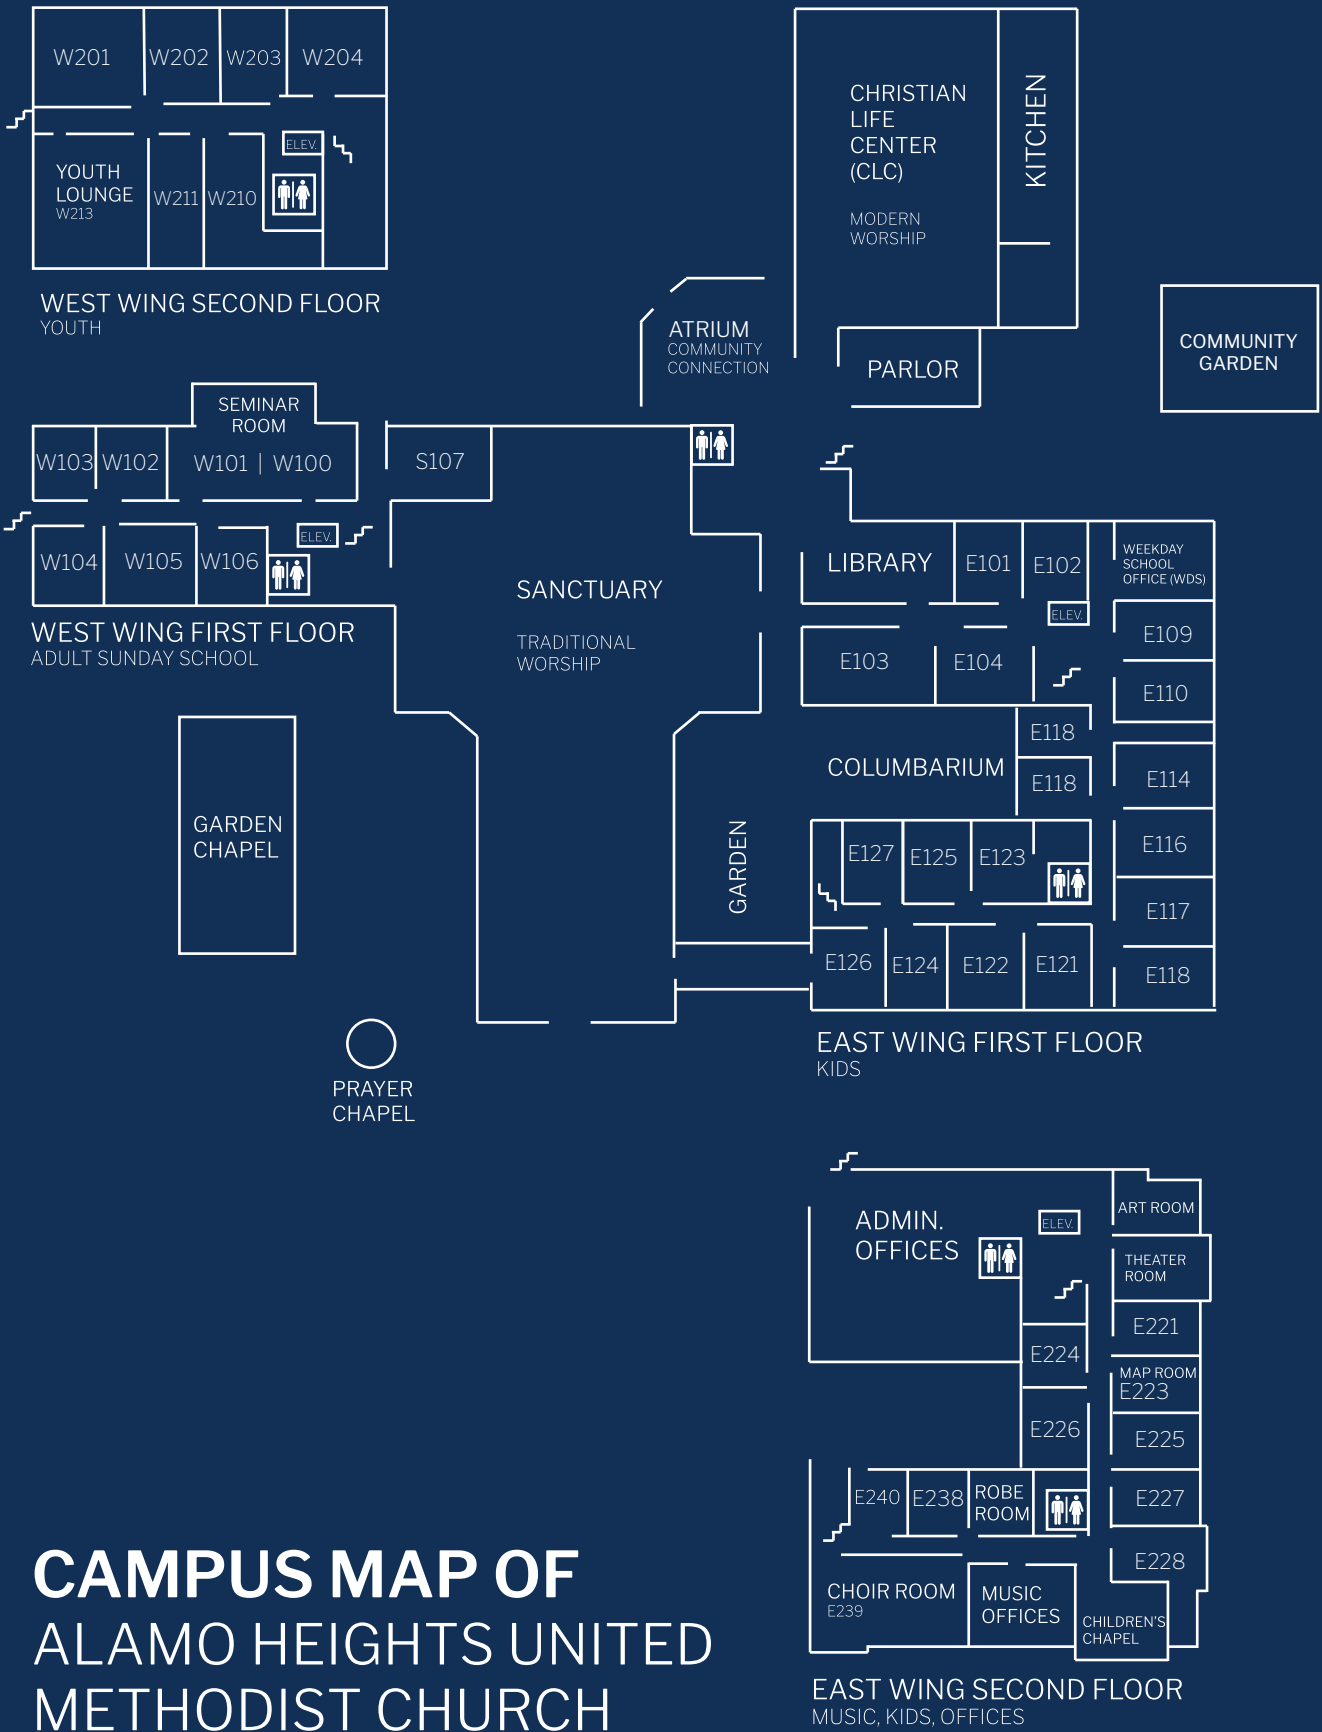 W201
W202
W203
W204
ELEV.
YOUTH
LOUNGE
W213
W211
W210
WEST WING SECOND FLOOR
YOUTH
CHRISTIAN
LIFE
CENTER
(CLC)
MODERN
WORSHIP
KITCHEN
ATRIUM
COMMUNITY
CONNECTION
PARLOR
COMMUNITY
GARDEN
SEMINAR
ROOM
W103
W102
W101 | W100
S107
W104
W105
W106
ELEV.
WEST WING FIRST FLOOR
ADULT SUNDAY SCHOOL
SANCTUARY
TRADITIONAL
WORSHIP
LIBRARY
E101
E102
WEEKDAY
SCHOOL
OFFICE (WDS)
ELEV.
E109
E103
E104
E110
E118
COLUMBARIUM
E118
E114
GARDEN
CHAPEL
GARDEN
E127
E125
E123
E116
E117
E126
E124
E122
E121
E118
EAST WING FIRST FLOOR
KIDS
PRAYER
CHAPEL
ADMIN.
OFFICES
ELEV.
ART ROOM
THEATER
ROOM
E221
E224
MAP ROOM
E223
E226
E225
E240
E238
ROBE
ROOM
E227
E228
CHOIR ROOM
E239
MUSIC
OFFICES
CHILDREN'S
CHAPEL
EAST WING SECOND FLOOR
MUSIC, KIDS, OFFICES
CAMPUS MAP OF
ALAMO HEIGHTS UNITED
METHODIST CHURCH